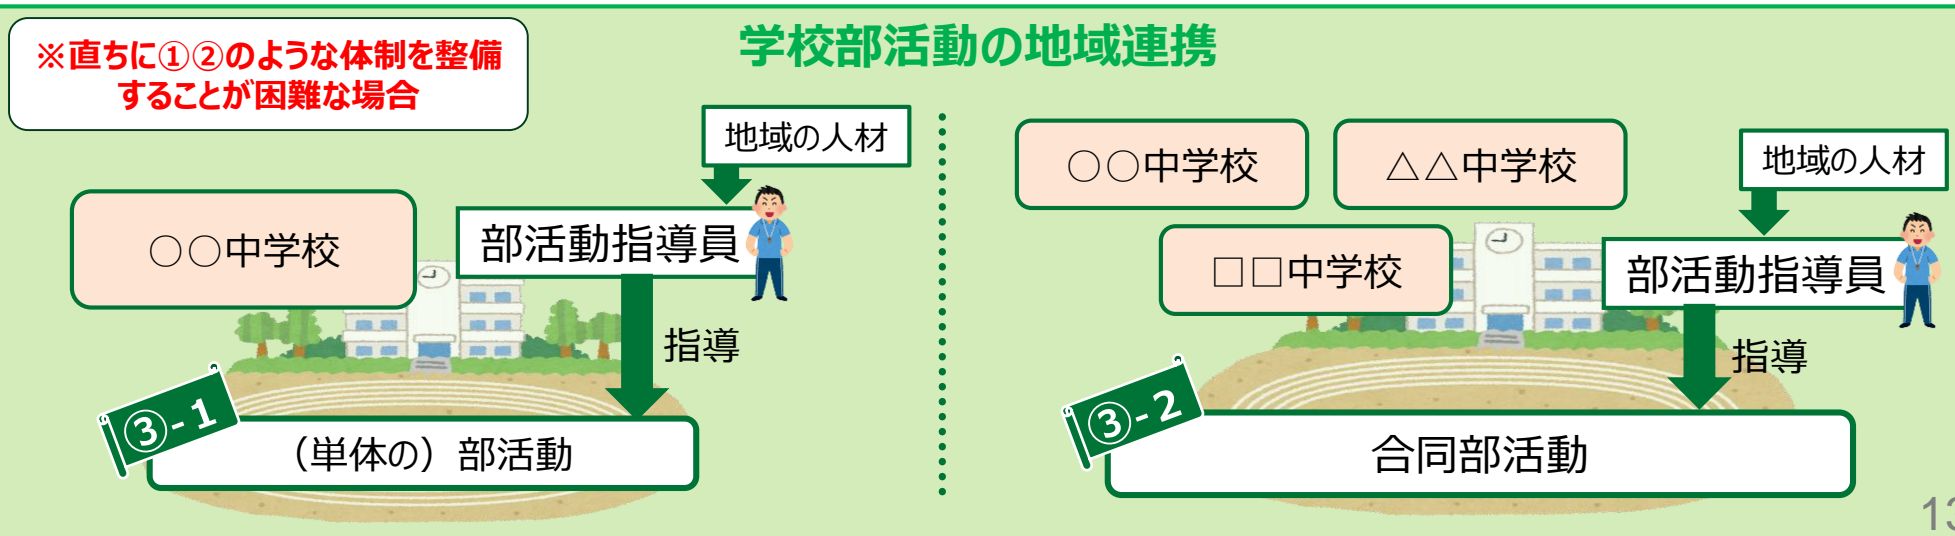 学校部活動の地域連携
※直ちに①②のような体制を整備
することが困難な場合
地域の人材
○○中学校
部活動指導員
指導
③-1
（単体の）部活動
○○中学校
△△中学校
地域の人材
□□中学校
部活動指導員
指導
③-2
合同部活動
13